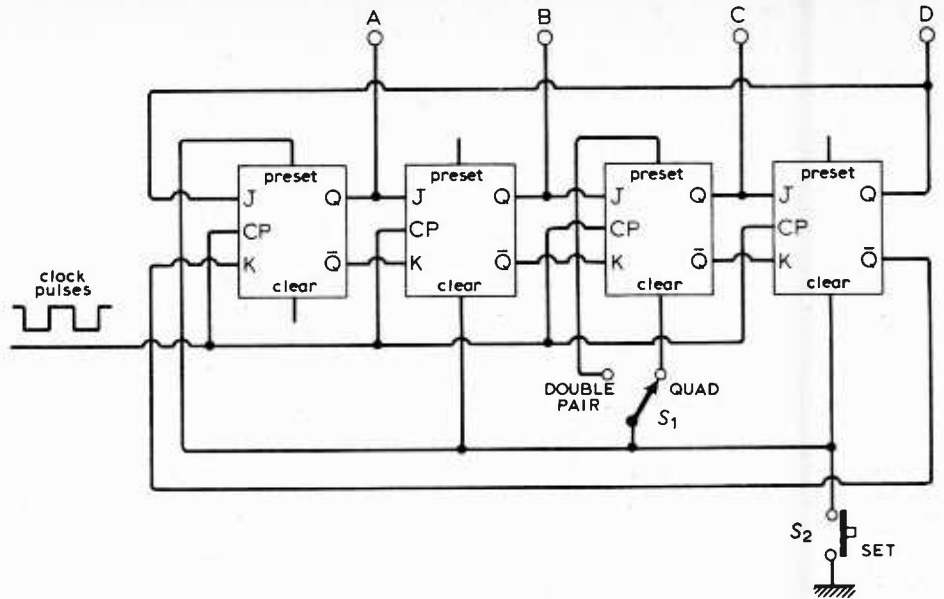 A B C D
preset preset preset preset
J Q J Q J Q J Q
CP CP CP CP
K Q̄ K Q̄ K Q̄ K Q̄
clear clear clear clear
clock
pulses
DOUBLE
PAIR
QUAD
S1
S2
SET